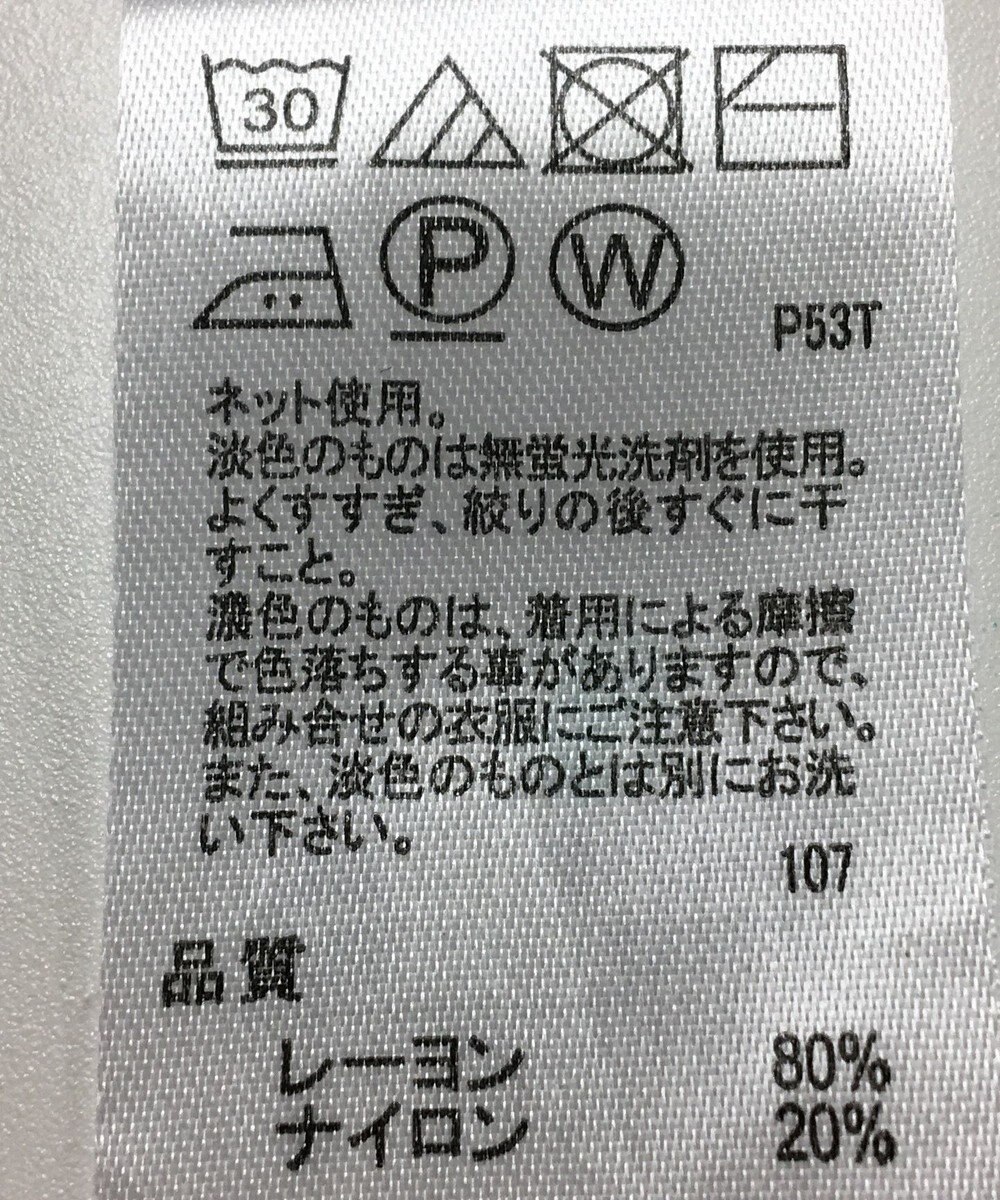 30
P W
P53T
ネット使用。
淡色のものは無蛍光洗剤を使用。
よくすすぎ、絞りの後すぐに干
すこと。
濃色のものは、着用による摩擦
で色落ちする事がありますので、
組み合せの衣服にご注意下さい。
また、淡色のものとは別にお洗
い下さい。
107
品質
レーヨン 80%
ナイロン 20%